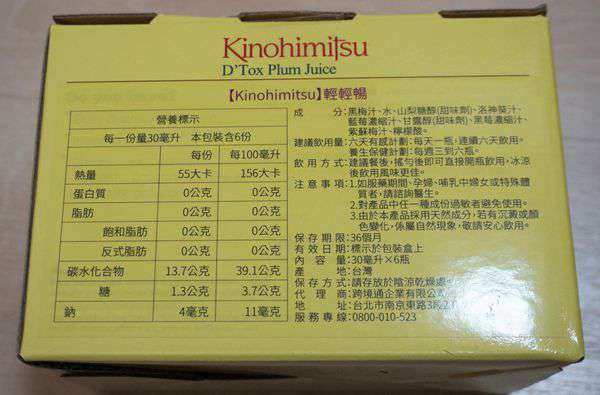 Kinohimitsu
D'Tox Plum Juice
【Kinohimitsu】輕輕暢
營養標示
每一份量30毫升 本包裝含6份
每份 每100毫升
熱量 55大卡 156大卡
蛋白質 0公克 0公克
脂肪 0公克 0公克
飽和脂肪 0公克 0公克
反式脂肪 0公克 0公克
碳水化合物 13.7公克 39.1公克
糖 1.3公克 3.7公克
鈉 4毫克 11毫克
成分:黑梅汁、水、山梨糖醇(甜味劑)、洛神葵汁、
藍莓濃縮汁、甘露醇(甜味劑)、黑莓濃縮汁、
紫蘇梅汁、檸檬酸。
建議飲用量:六天有感計劃:每天一瓶,連續六天飲用。
養生保健計劃:每週三到六瓶。
飲用方式:建議餐後,搖勻後即可直接開瓶飲用,冰涼
後飲用風味更佳。
注意事項:1.如服藥期間、孕婦、哺乳中婦女或特殊體
質者,請諮詢醫生。
2.對產品中任一種成份過敏者避免使用。
3.由於本產品採用天然成分,若有沉澱或顏
色變化,係屬自然現象,敬請安心飲用。
保存期限:36個月
有效日期:標示於包裝盒上
內容量:30毫升×6瓶
產地:台灣
保存方式:請存放於陰涼乾燥處
代理商:跨境通企業有限公
地址:台北市南京東路3段2
服務專線:0800-010-523